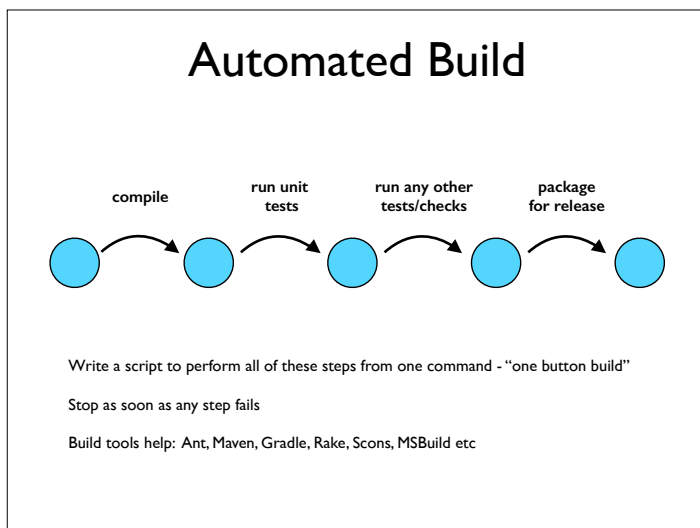 Automated Build
compile
run unit
tests
run any other
tests/checks
package
for release
Write a script to perform all of these steps from one command - “one button build”
Stop as soon as any step fails
Build tools help: Ant, Maven, Gradle, Rake, Scons, MSBuild etc